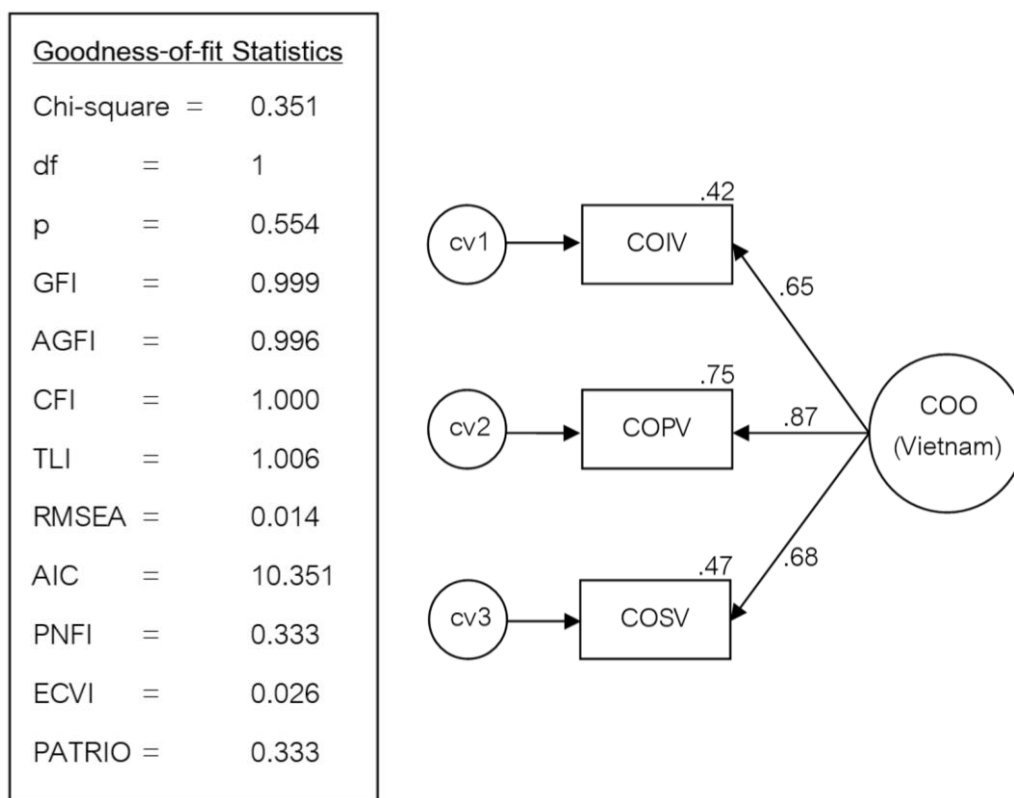 Goodness-of-fit Statistics
Chi-square = 0.351
df = 1
p = 0.554
GFI = 0.999
AGFI = 0.996
CFI = 1.000
TLI = 1.006
RMSEA = 0.014
AIC = 10.351
PNFI = 0.333
ECVI = 0.026
PATRIO = 0.333
.42
cv1
COIV
.65
.75
cv2
COPV
.87
COO
(Vietnam)
.47
cv3
COSV
.68